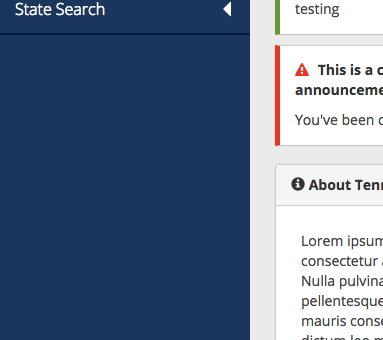 State Search
testing
This is a
announceme
You've been
About Ten
Lorem ipsum
consectetur
Nulla pulvina
pellentesque
mauris conse
dictum leo m